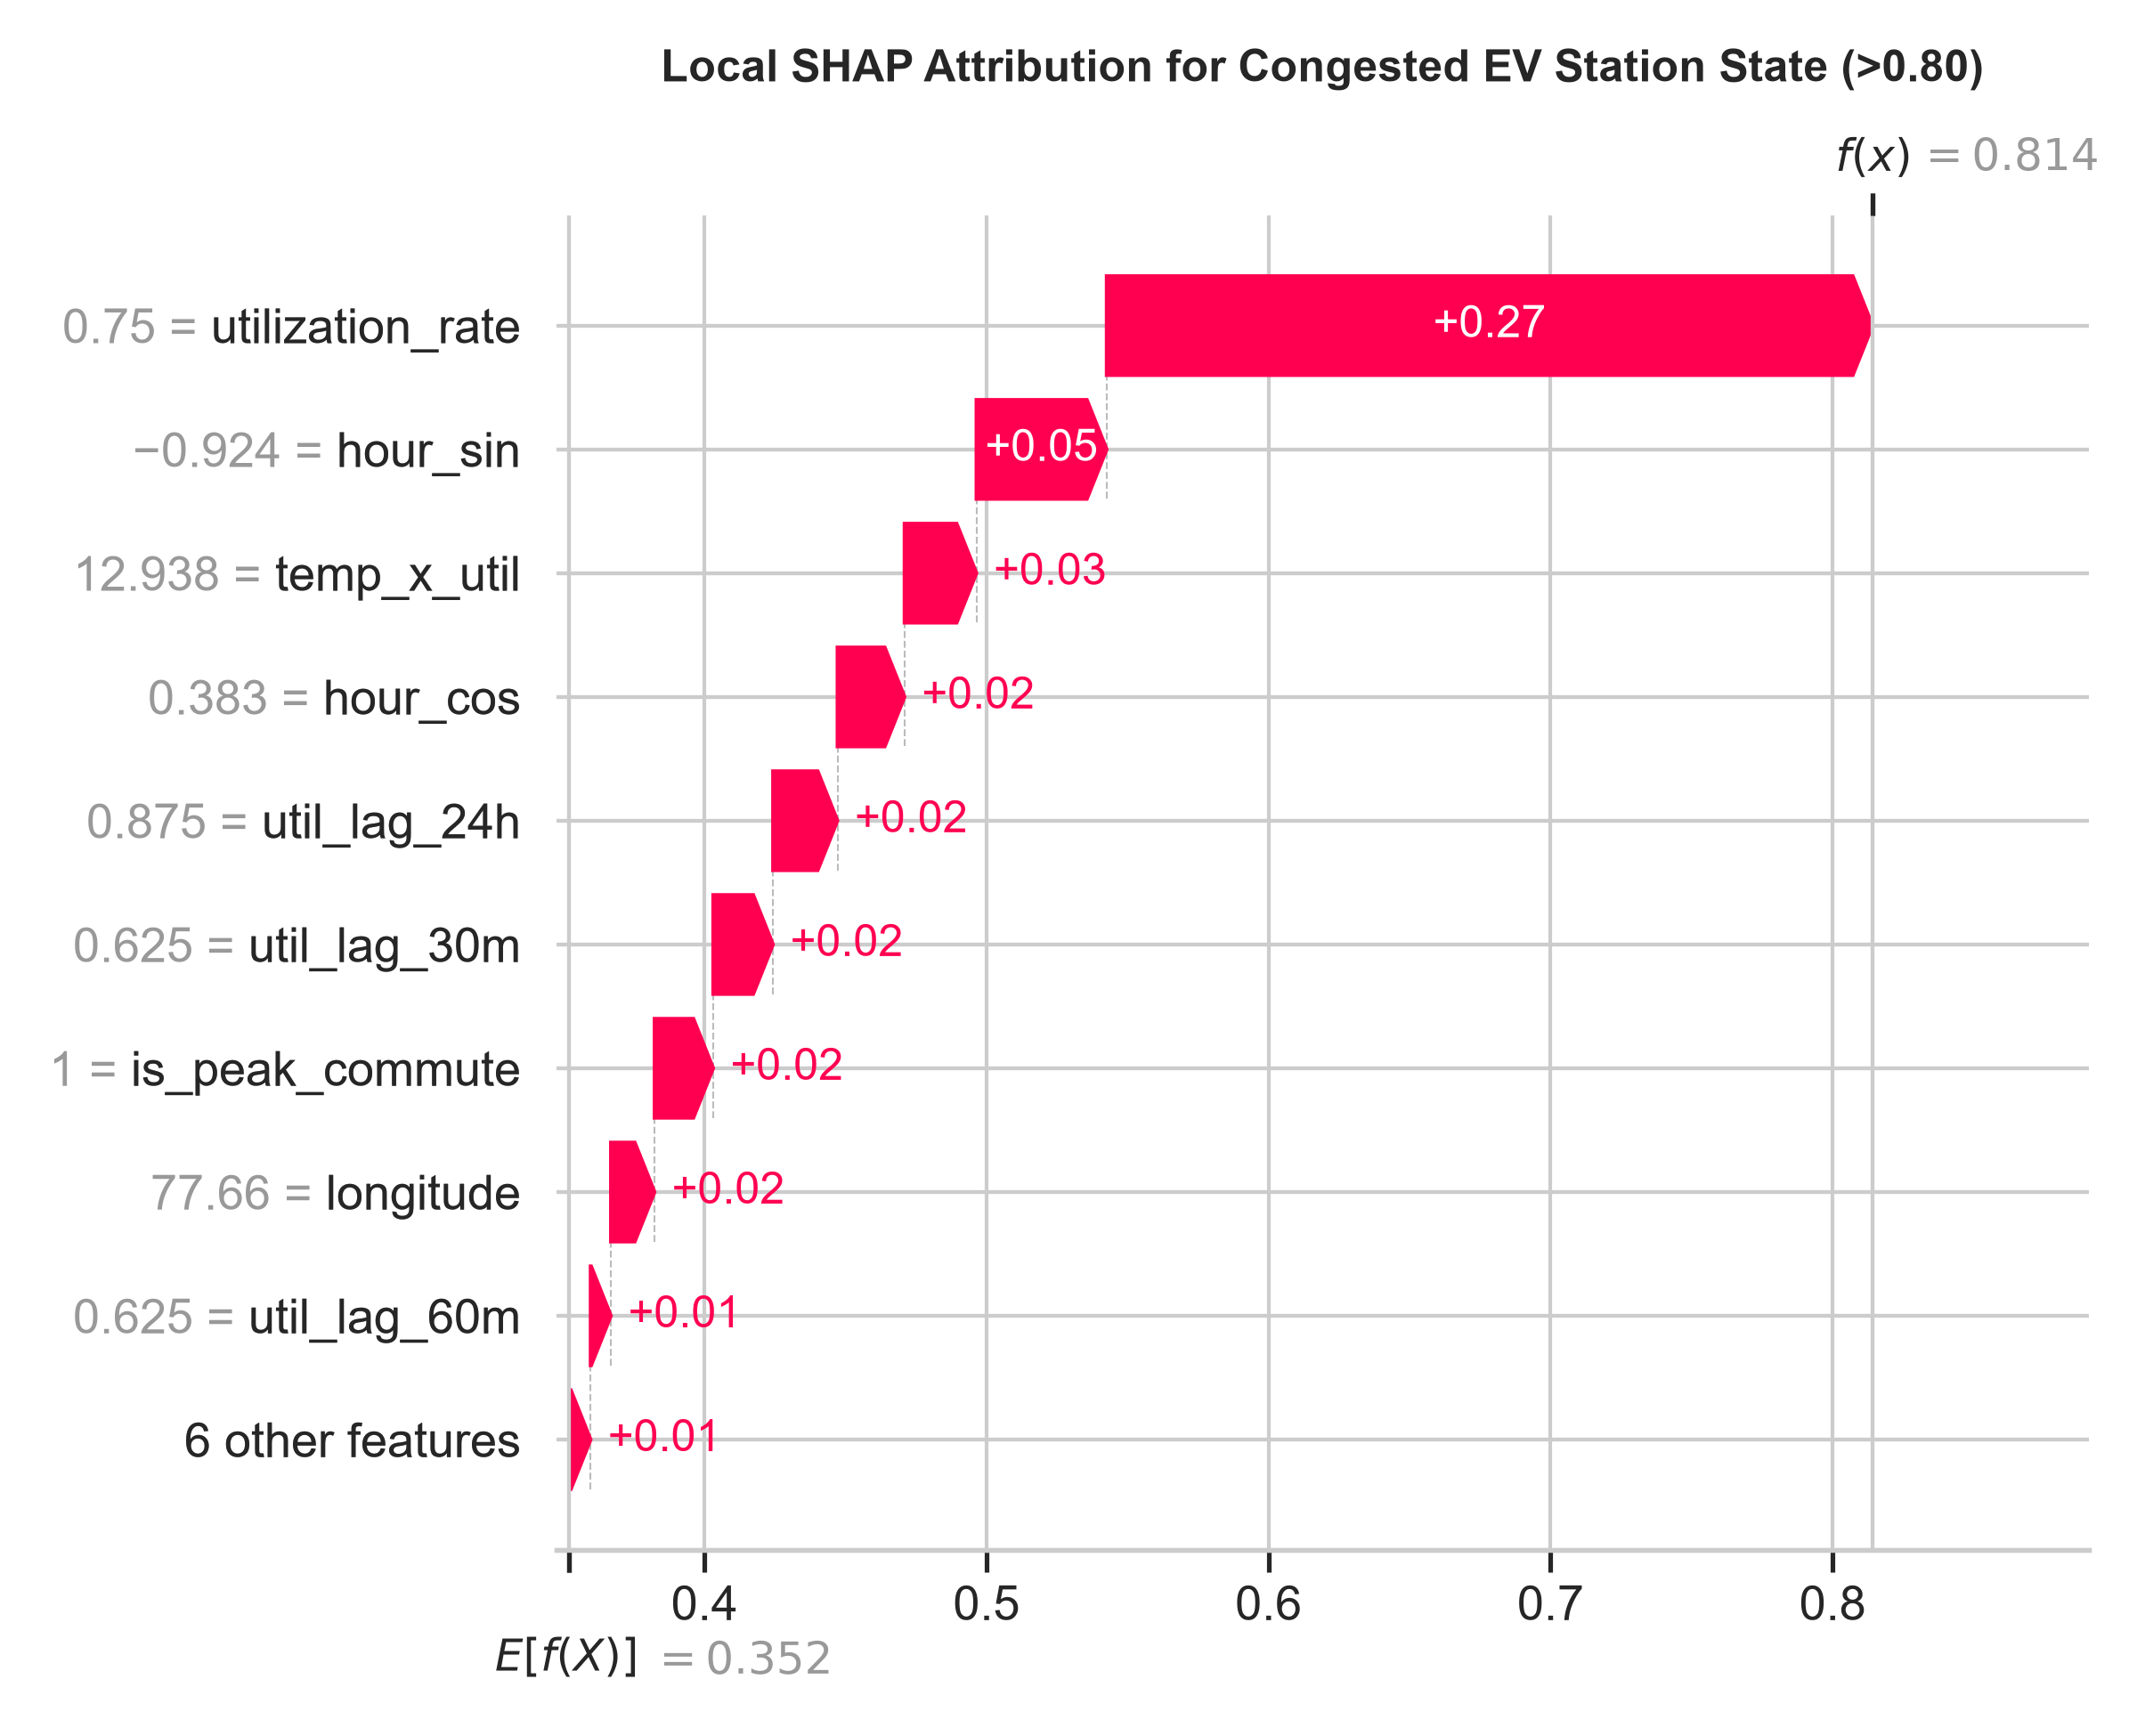 Local SHAP Attribution for Congested EV Station State (>0.80)
f(x) = 0.814
0.75 = utilization_rate
+0.27
−0.924 = hour_sin
+0.05
12.938 = temp_x_util
+0.03
0.383 = hour_cos
+0.02
0.875 = util_lag_24h
+0.02
0.625 = util_lag_30m
+0.02
1 = is_peak_commute
+0.02
77.66 = longitude
+0.02
0.625 = util_lag_60m
+0.01
6 other features
+0.01
0.4 0.5 0.6 0.7 0.8
E[f(X)] = 0.352